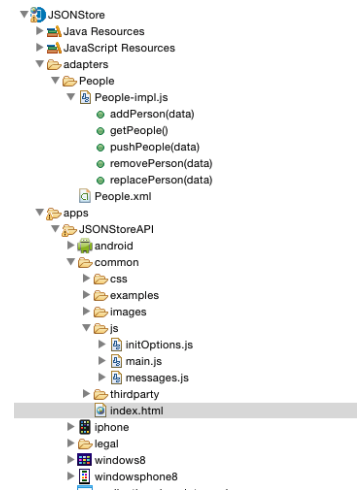 JSONStore
Java Resources
JavaScript Resources
adapters
People
People-impl.js
addPerson(data)
getPeople()
pushPeople(data)
removePerson(data)
replacePerson(data)
People.xml
apps
JSONStoreAPI
android
common
css
examples
images
js
initOptions.js
main.js
messages.js
thirdparty
index.html
iphone
legal
windows8
windowsphone8